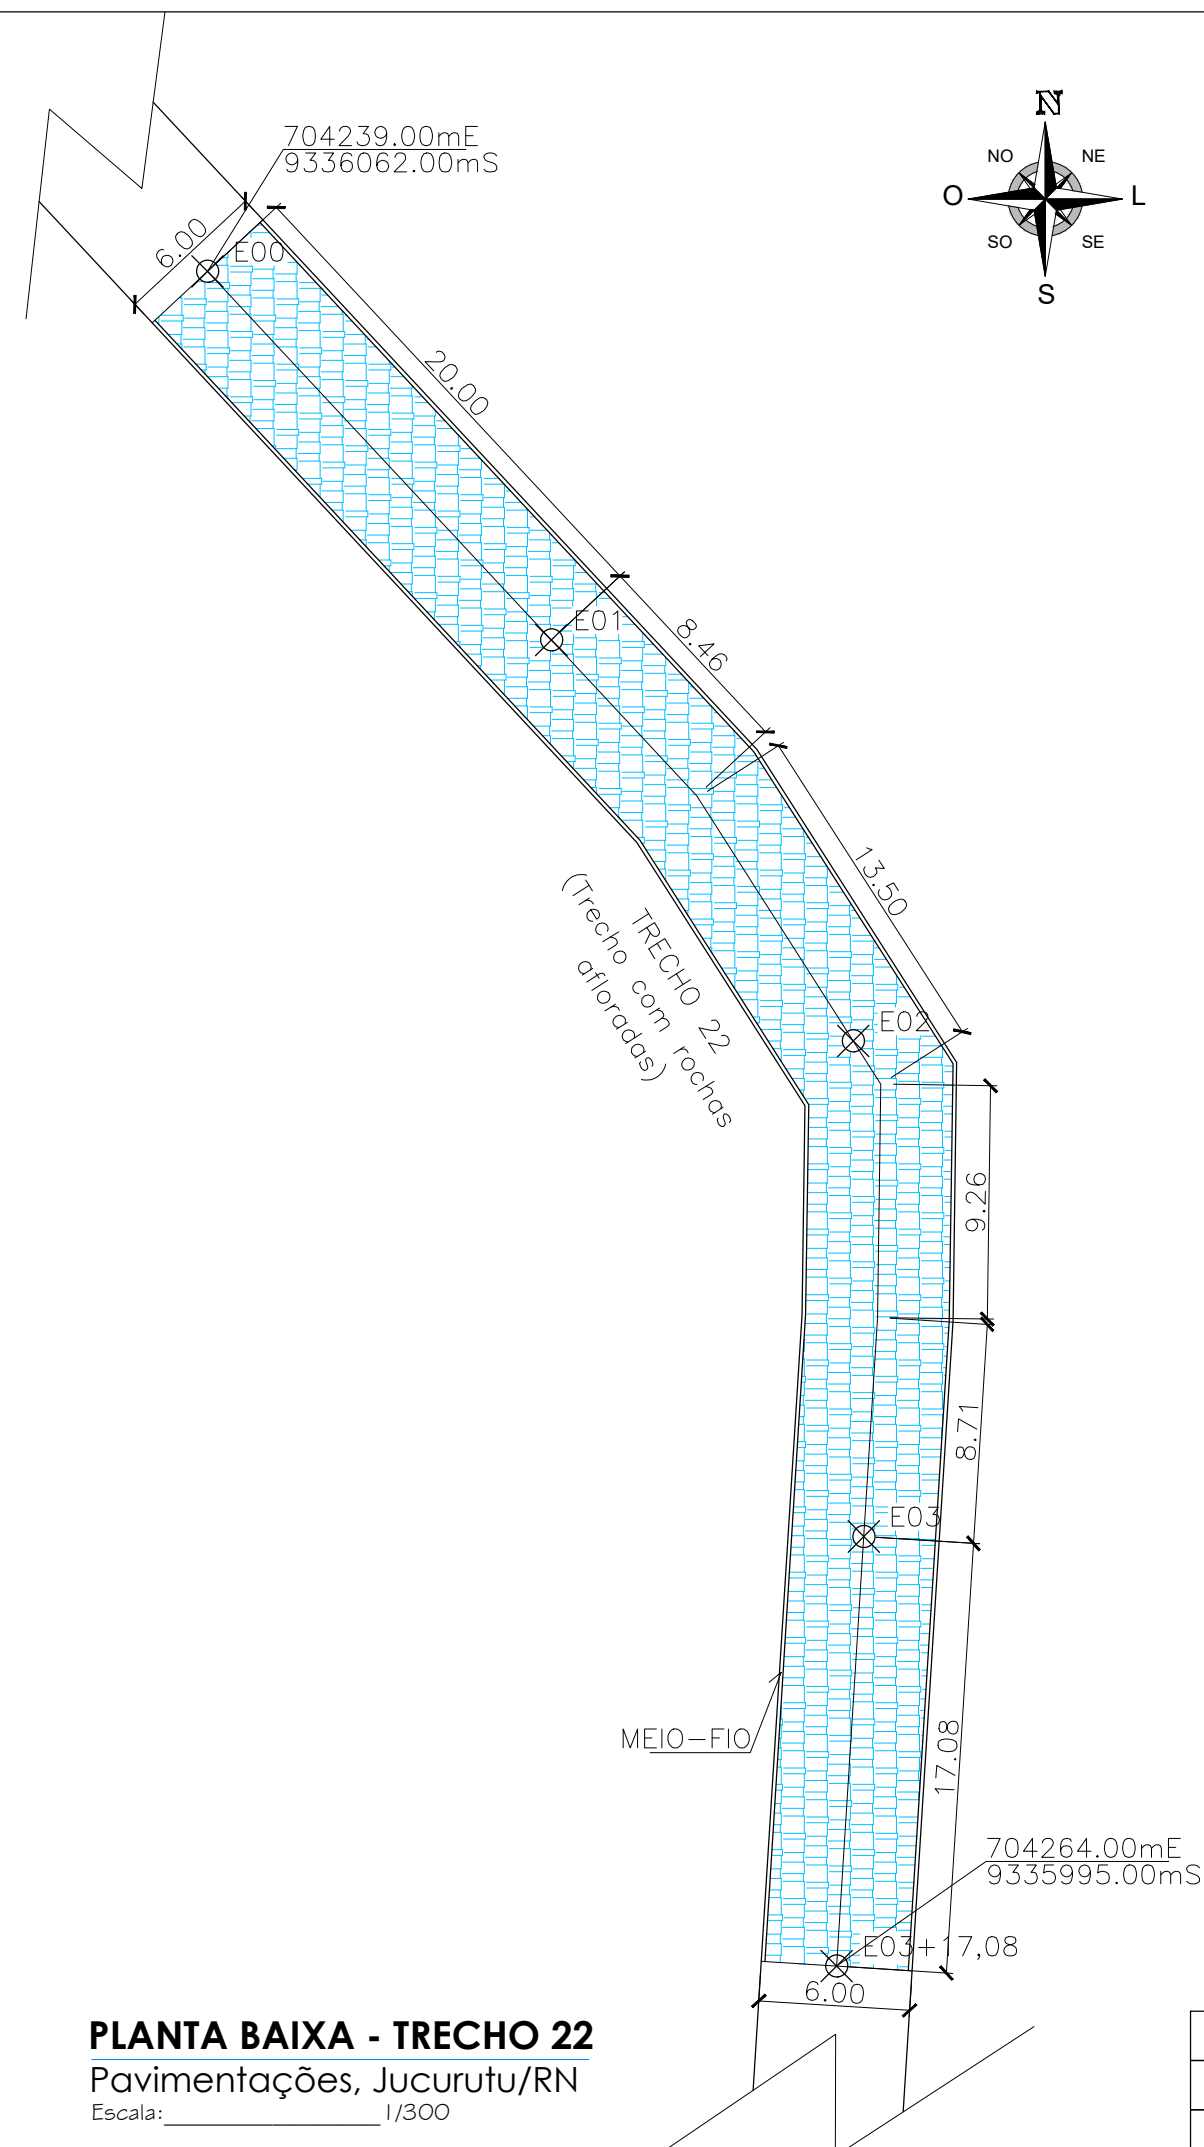 704239.00mE
9336062.00mS
N
NO
NE
O
L
SO
SE
S
6.00
E00
20.00
E01
8.46
13.50
TRECHO 22
(Trecho com rochas
afloradas)
E02
9.26
8.71
E03
MEIO-FIO
17.08
704264.00mE
9335995.00mS
E03+17,08
6.00
PLANTA BAIXA - TRECHO 22
Pavimentações, Jucurutu/RN
Escala:__________________1/300